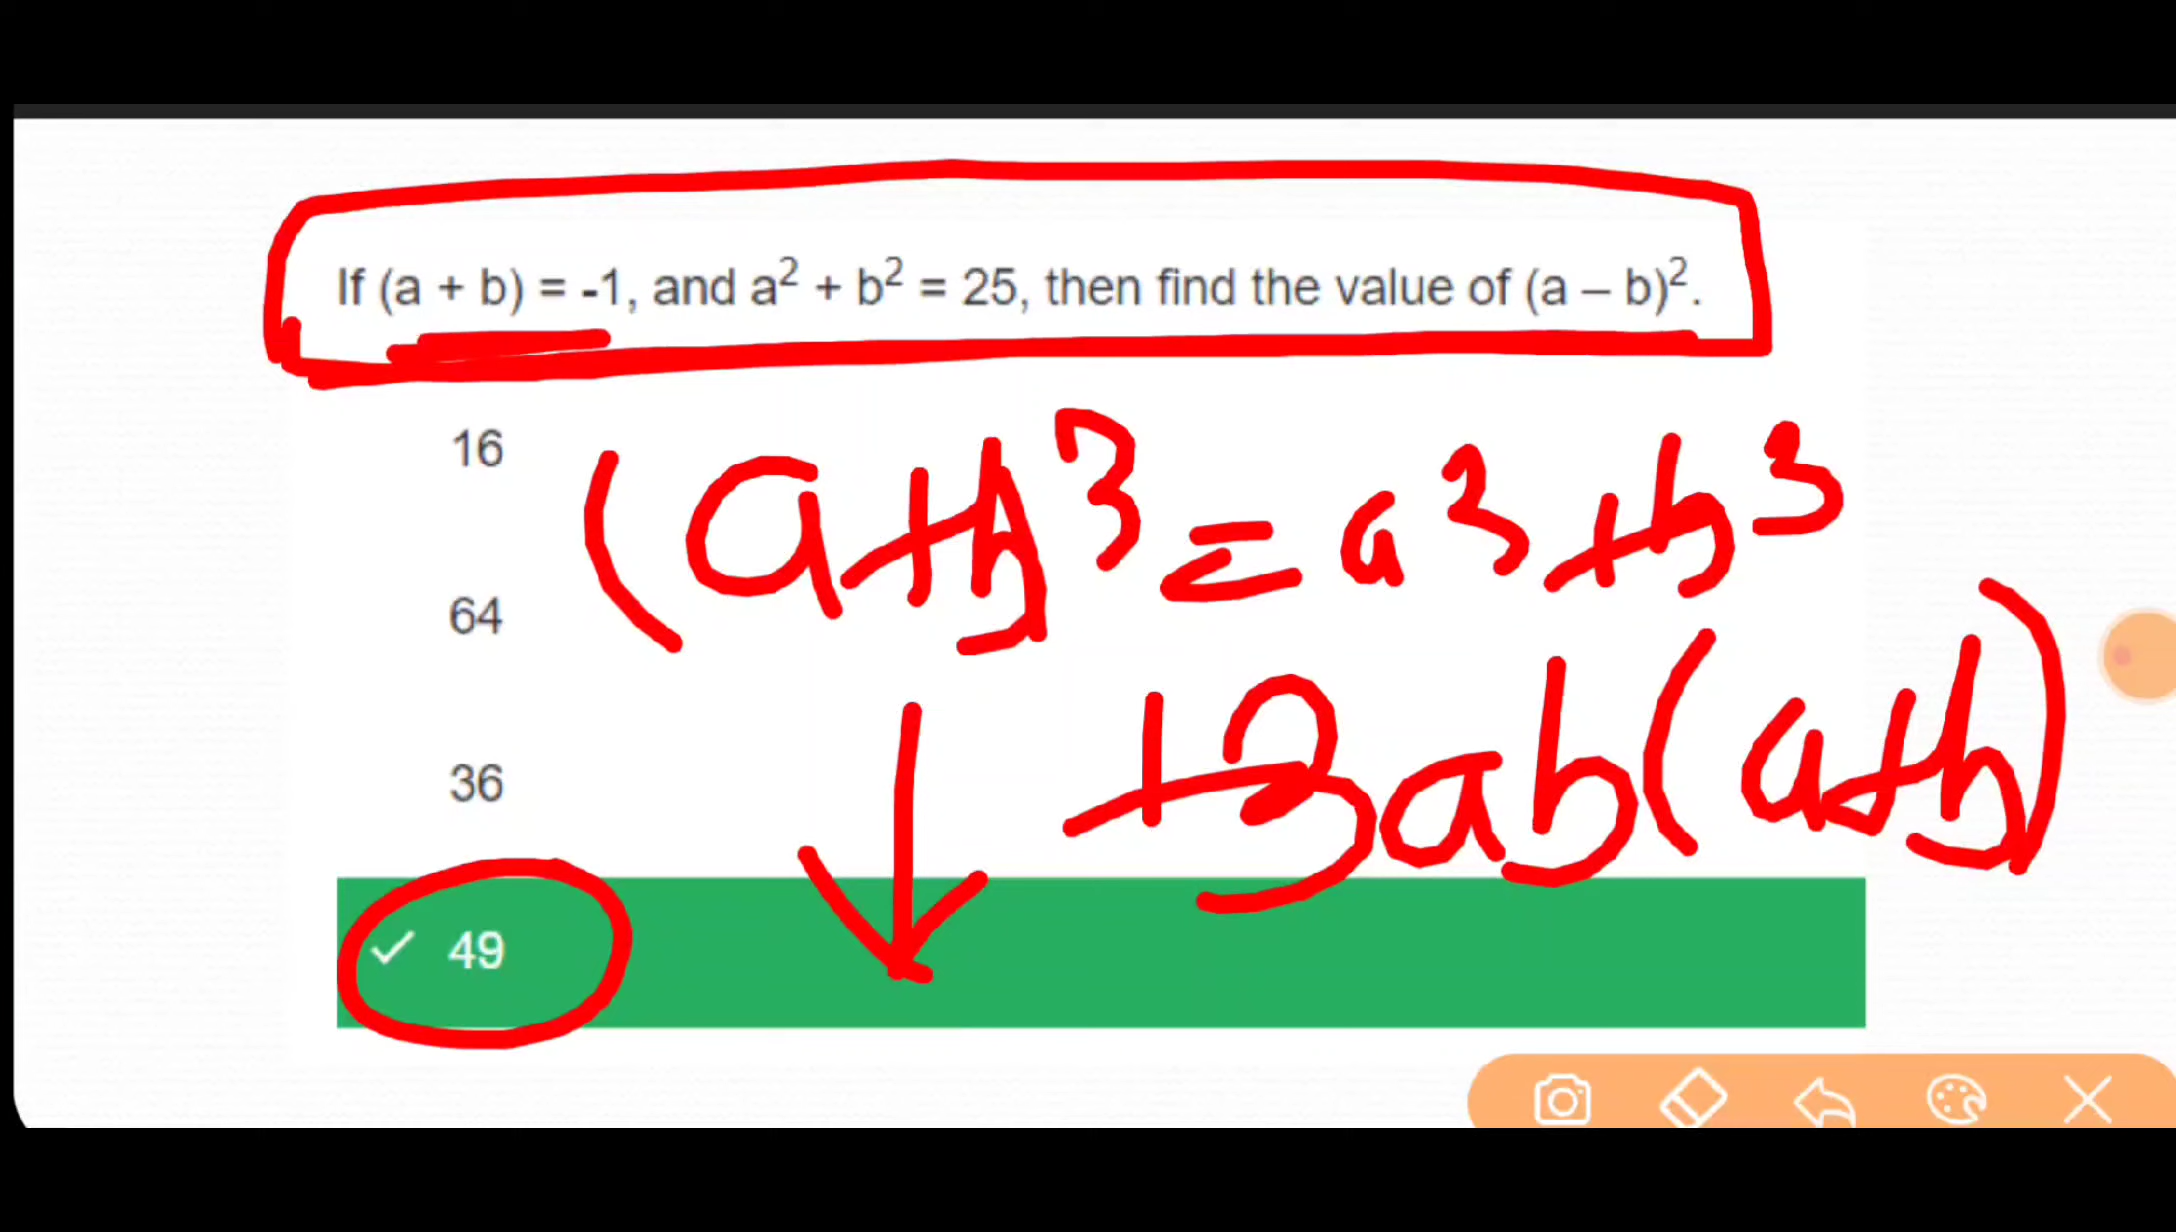 If (a + b) = -1, and a² + b² = 25, then find the value of (a – b)².
16
(a+b)³ = a³+b³
64
+3ab(a+b)
36
49